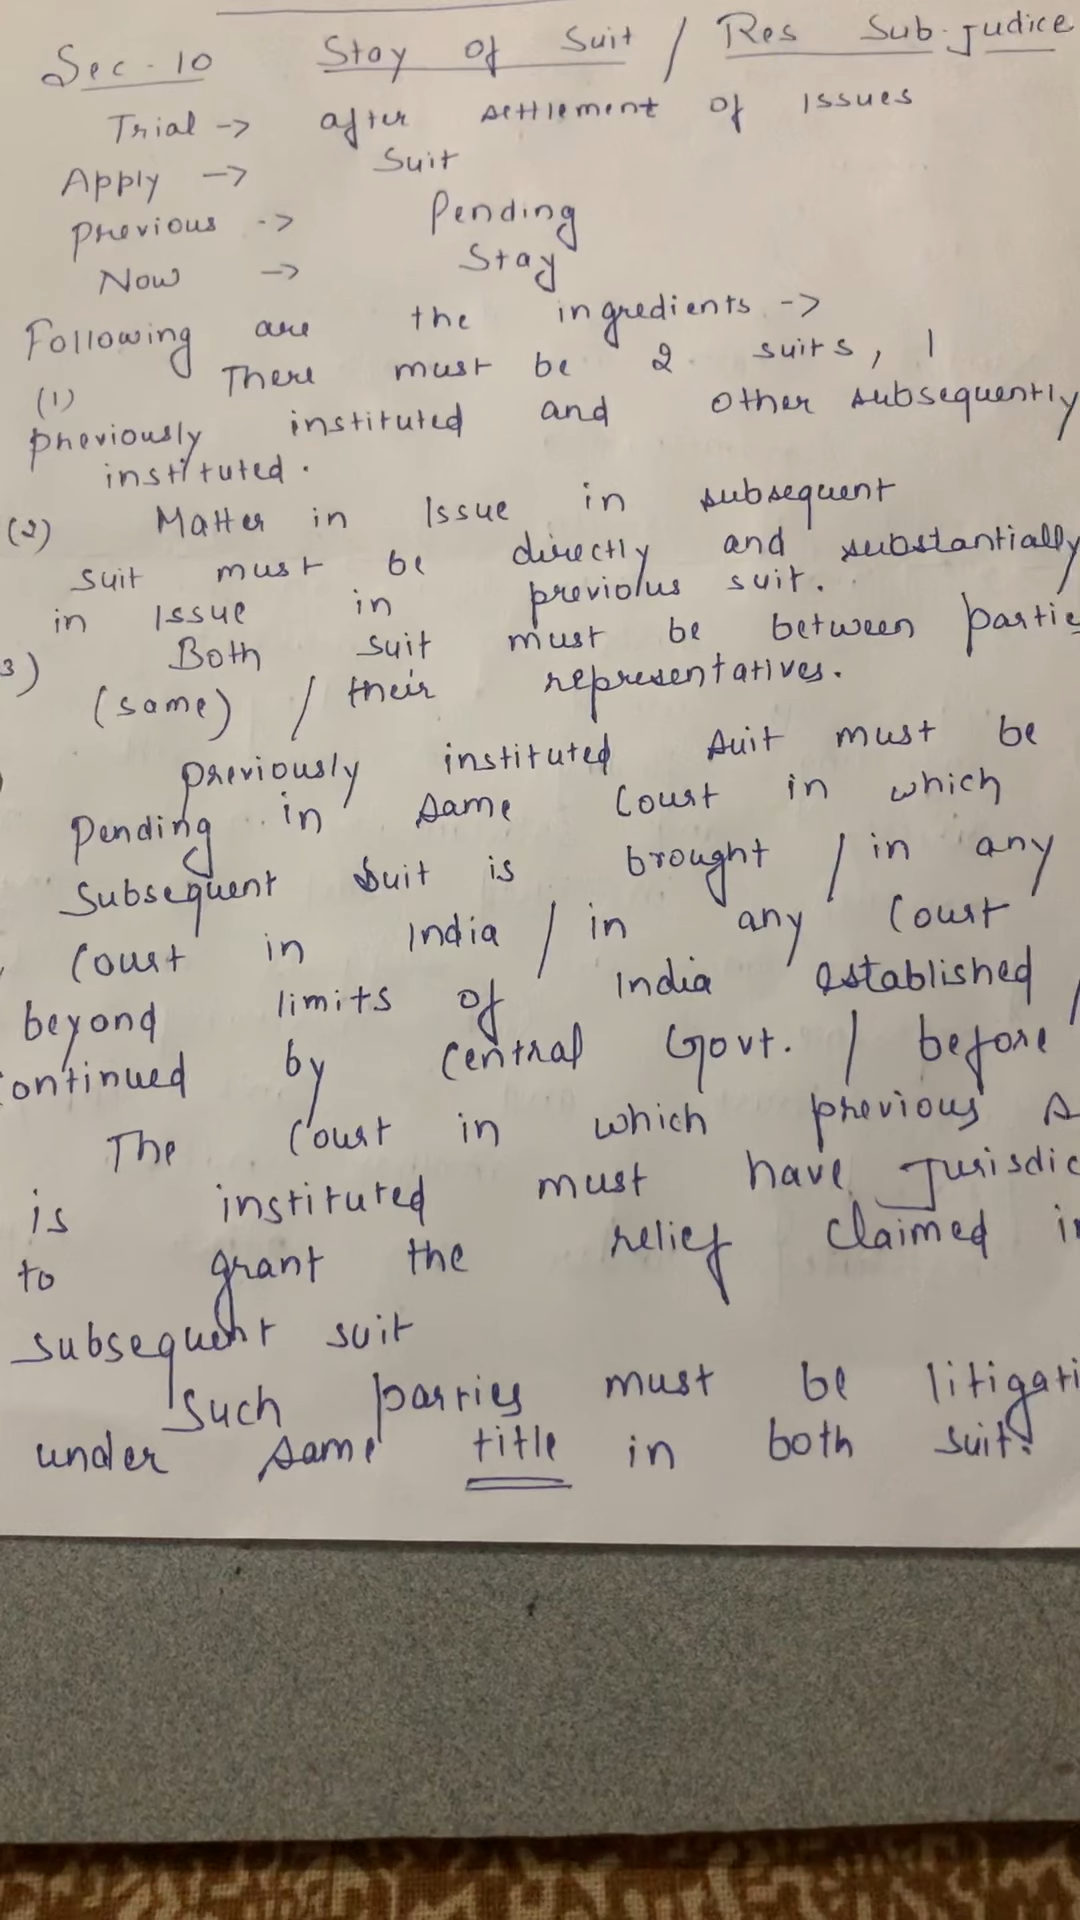 Sec-10 Stay of Suit / Res Sub-judice
Trial -> after settlement of issues
Apply -> Suit
previous -> Pending
Now -> Stay
Following are the ingredients ->
(1) There must be 2 suits, 1
previously instituted and other subsequently
instituted.
(2) Matter in Issue in subsequent
suit must be directly and substantially
in Issue in previous suit.
3) Both suit must be between partie
(same) / their representatives.
previously instituted suit must be
Pending in same Court in which
Subsequent suit is brought / in any
Court in India / in any Court
beyond limits of India established /
continued by Central Govt. / before
The Court in which previous s
is instituted must have Jurisdic
to grant the relief claimed in
subsequent suit
Such parties must be litigati
under same title in both suit.